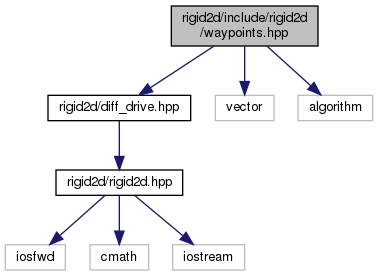 rigid2d/include/rigid2d
/waypoints.hpp
rigid2d/diff_drive.hpp
vector
algorithm
rigid2d/rigid2d.hpp
iosfwd
cmath
iostream